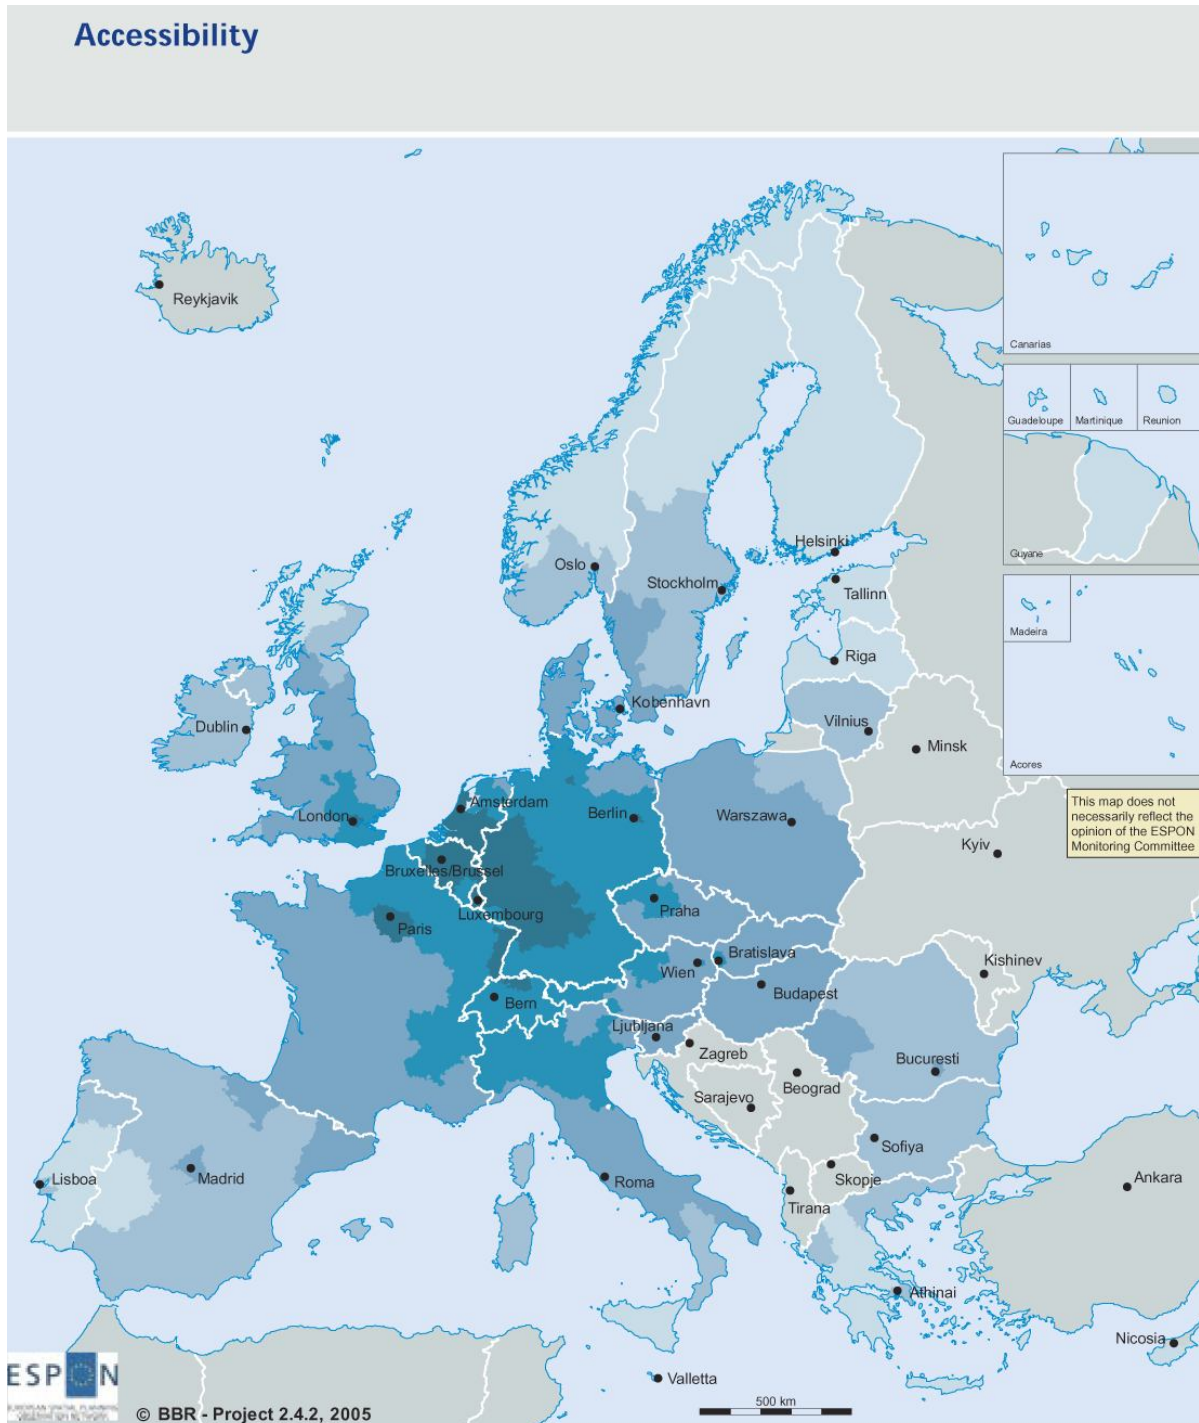 Accessibility
Reykjavik
Canarias
Guadeloupe
Martinique
Reunion
Guyane
Helsinki
Oslo
Stockholm
Tallinn
Madeira
Riga
Kobenhavn
Dublin
Vilnius
Minsk
Acores
This map does not
necessarily reflect the
opinion of the ESPON
Monitoring Committee
Amsterdam
London
Berlin
Warszawa
Kyiv
Bruxelles/Brussel
Luxembourg
Praha
Paris
Bratislava
Kishinev
Wien
Budapest
Bern
Ljubljana
Zagreb
Bucuresti
Beograd
Sarajevo
Sofiya
Lisboa
Madrid
Roma
Skopje
Ankara
Tirana
Athinai
Nicosia
Valletta
ESPON
500 km
© BBR - Project 2.4.2, 2005